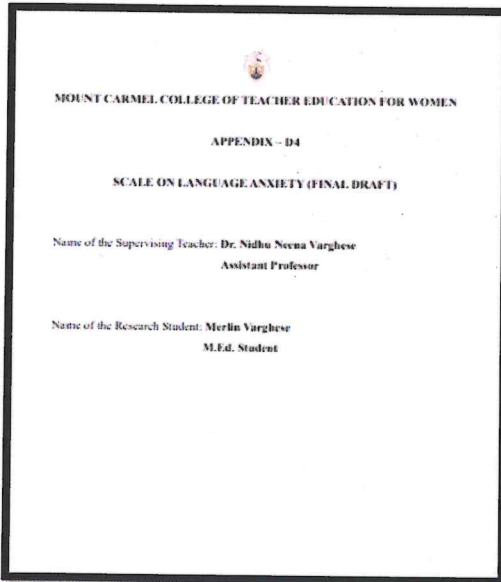 MOUNT CARMEL COLLEGE OF TEACHER EDUCATION FOR WOMEN
APPENDIX – D4
SCALE ON LANGUAGE ANXIETY (FINAL DRAFT)
Name of the Supervising Teacher: Dr. Nidhu Neena Varghese
Assistant Professor
Name of the Research Student: Merlin Varghese
M.Ed. Student